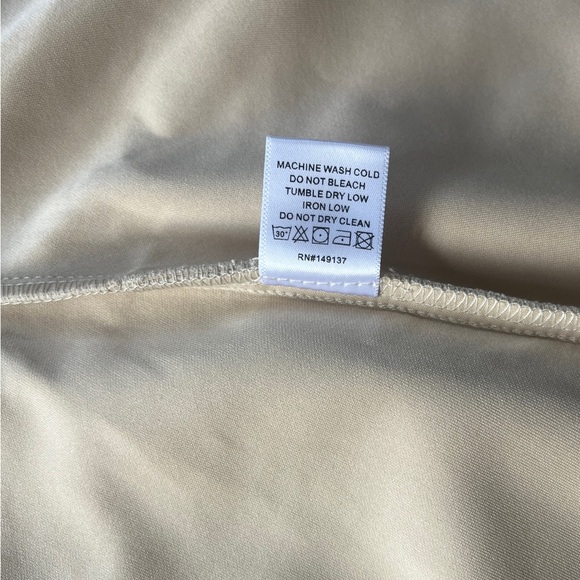 MACHINE WASH COLD
DO NOT BLEACH
TUMBLE DRY LOW
IRON LOW
DO NOT DRY CLEAN
30°
RN#149137